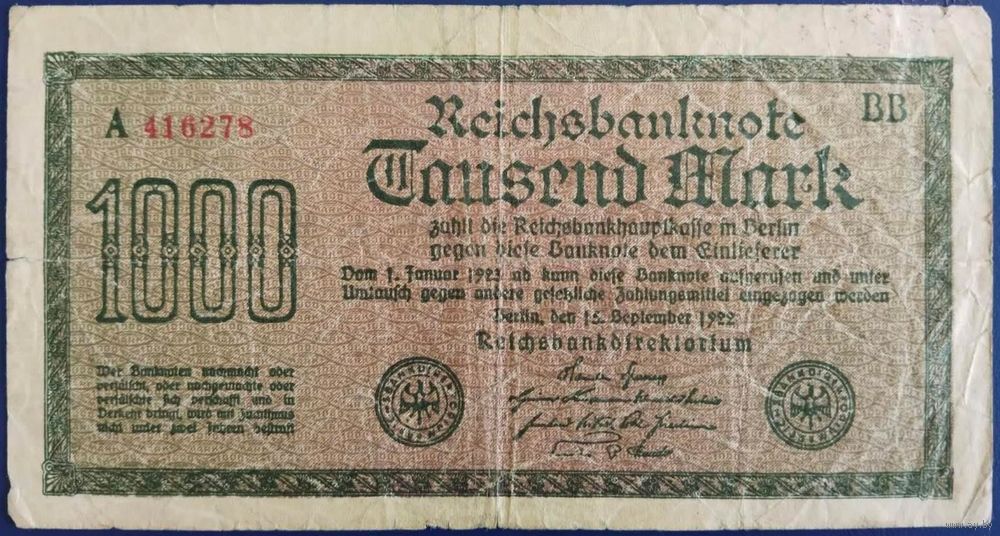 A 416278
BB
Reichsbanknote
Tausend Mark
1000
zahlt die Reichsbankhauptkasse in Berlin
gegen diese Banknote dem Einlieferer
Vom 1. Januar 1923 ab kann diese Banknote aufgerufen und unter
Umtausch gegen andere gesetzliche Zahlungsmittel eingezogen werden
Berlin, den 15. September 1922
Reichsbankdirektorium
Wer Banknoten nachmacht oder
verfälscht, oder nachgemachte oder
verfälschte sich verschafft und in
Verkehr bringt, wird mit Zuchthaus
nicht unter zwei Jahren bestraft